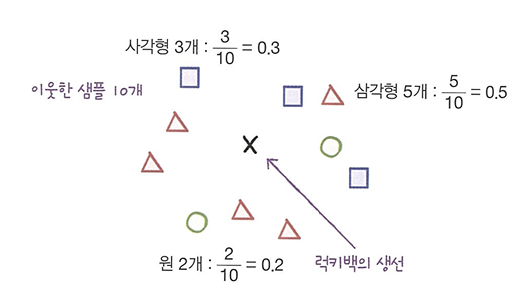 사각형 3개 : 3/10 = 0.3
이웃한 샘플 10개
삼각형 5개 : 5/10 = 0.5
X
원 2개 : 2/10 = 0.2
럭키백의 생선